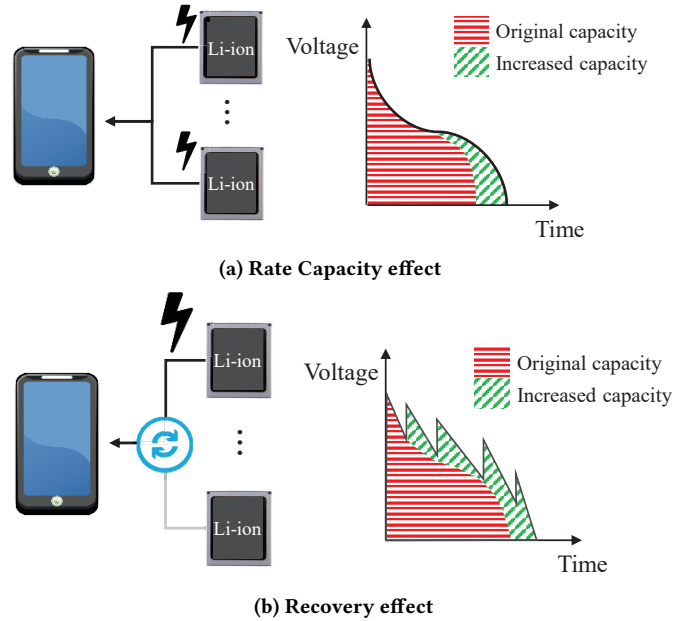 Li-ion
Li-ion
Voltage
Original capacity
Increased capacity
Time
(a) Rate Capacity effect
Li-ion
Li-ion
Voltage
Original capacity
Increased capacity
Time
(b) Recovery effect